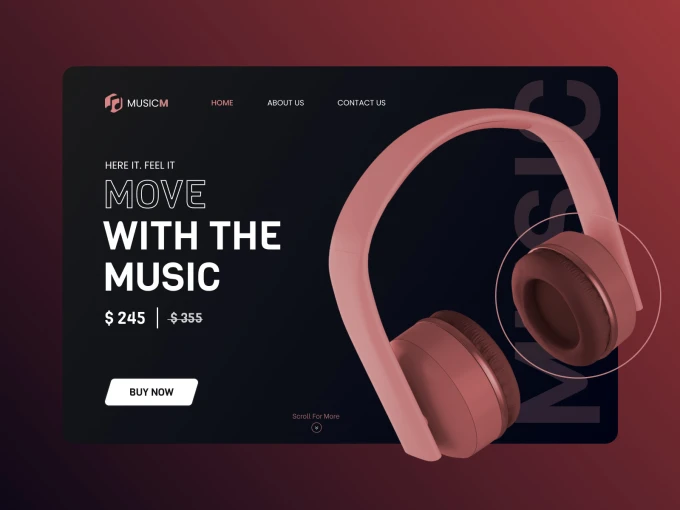 MUSICM
HOME
ABOUT US
CONTACT US
HERE IT. FEEL IT
MOVE
WITH THE
MUSIC
$ 245
$ 355
BUY NOW
Scroll For More
MUSIC